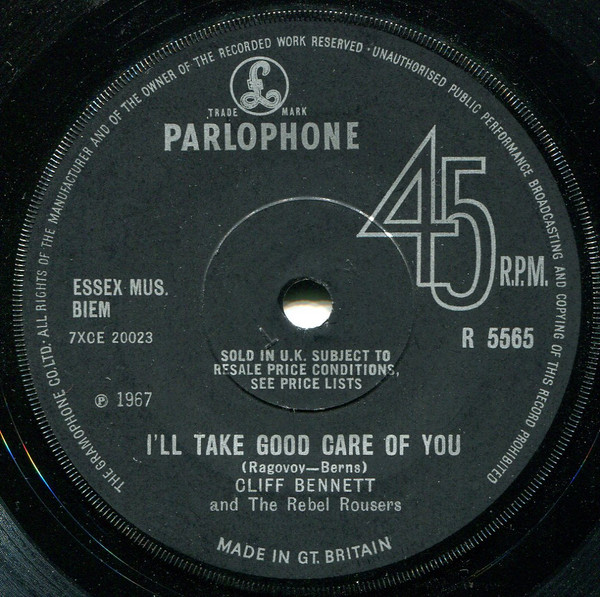 THE GRAMOPHONE CO. LTD. ALL RIGHTS OF THE MANUFACTURER AND OF THE OWNER OF THE RECORDED WORK RESERVED · UNAUTHORISED PUBLIC PERFORMANCE BROADCASTING AND COPYING OF THIS RECORD PROHIBITED
£
TRADE MARK
PARLOPHONE
45 R.P.M.
ESSEX MUS.
BIEM
7XCE 20023
R 5565
SOLD IN U.K. SUBJECT TO
RESALE PRICE CONDITIONS,
SEE PRICE LISTS
℗ 1967
I'LL TAKE GOOD CARE OF YOU
(Ragovoy—Berns)
CLIFF BENNETT
and The Rebel Rousers
MADE IN GT. BRITAIN